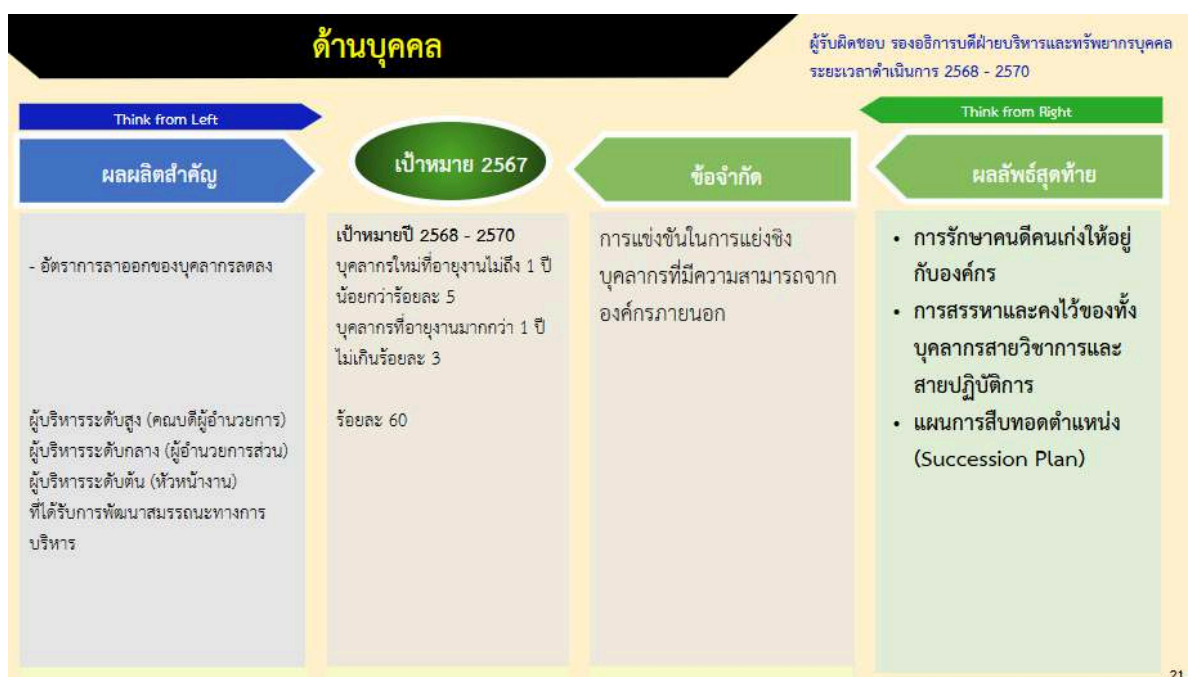 ด้านบุคคล
ผู้รับผิดชอบ รองอธิการบดีฝ่ายบริหารและทรัพยากรบุคคล
ระยะเวลาดำเนินการ 2568 - 2570
Think from Left
Think from Right
ผลผลิตสำคัญ
เป้าหมาย 2567
ข้อจำกัด
ผลลัพธ์สุดท้าย
- อัตราการลาออกของบุคลากรลดลง
ผู้บริหารระดับสูง (คณบดีผู้อำนวยการ)
ผู้บริหารระดับกลาง (ผู้อำนวยการส่วน)
ผู้บริหารระดับต้น (หัวหน้างาน)
ที่ได้รับการพัฒนาสมรรถนะทางการ
บริหาร
เป้าหมายปี 2568 - 2570
บุคลากรใหม่ที่อายุงานไม่ถึง 1 ปี
น้อยกว่าร้อยละ 5
บุคลากรที่อายุงานมากกว่า 1 ปี
ไม่เกินร้อยละ 3
ร้อยละ 60
การแข่งขันในการแย่งชิง
บุคลากรที่มีความสามารถจาก
องค์กรภายนอก
• การรักษาคนดีคนเก่งให้อยู่
กับองค์กร
• การสรรหาและคงไว้ของทั้ง
บุคลากรสายวิชาการและ
สายปฏิบัติการ
• แผนการสืบทอดตำแหน่ง
(Succession Plan)
21